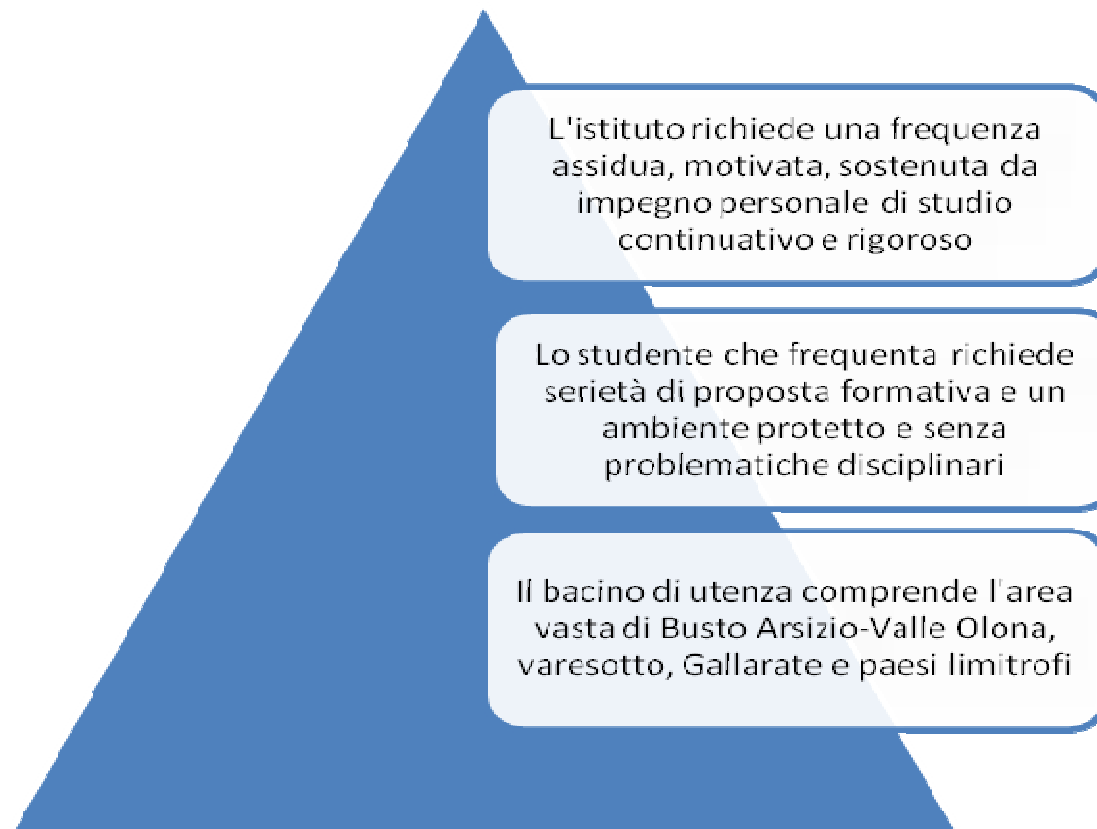 L'istituto richiede una frequenza
assidua, motivata, sostenuta da
impegno personale di studio
continuativo e rigoroso
Lo studente che frequenta richiede
serietà di proposta formativa e un
ambiente protetto e senza
problematiche disciplinari
Il bacino di utenza comprende l'area
vasta di Busto Arsizio-Valle Olona,
varesotto, Gallarate e paesi limitrofi